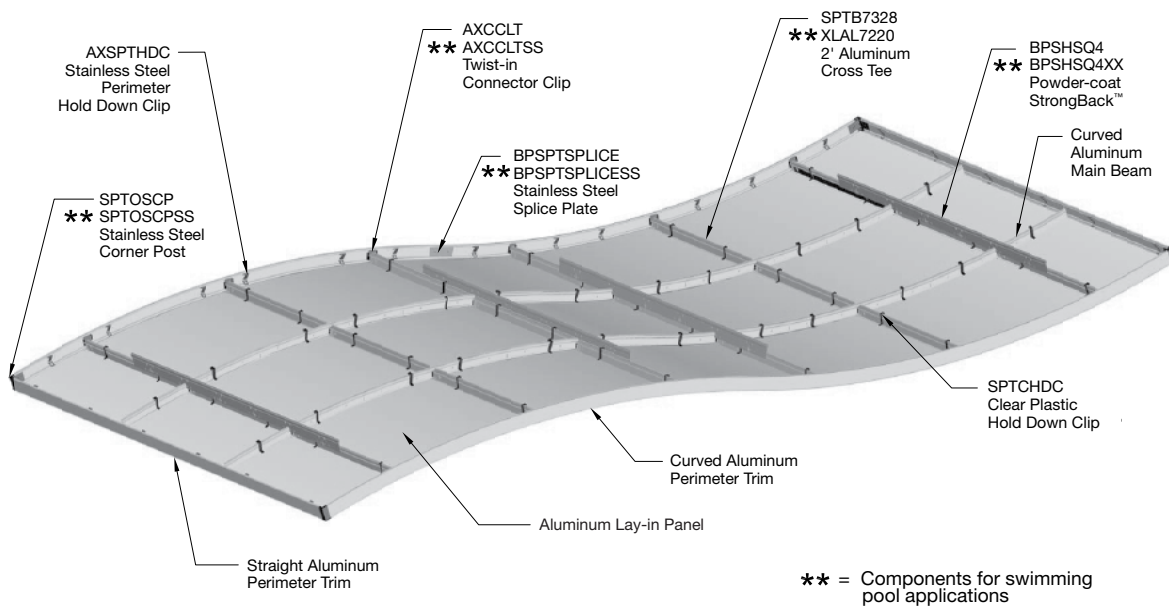 AXSPTHDC
Stainless Steel
Perimeter
Hold Down Clip
AXCCLT
** AXCCLTSS
Twist-in
Connector Clip
SPTB7328
** XLAL7220
2' Aluminum
Cross Tee
BPSHSQ4
** BPSHSQ4XX
Powder-coat
StrongBack™
Curved
Aluminum
Main Beam
BPSPTSPLICE
** BPSPTSPLICESS
Stainless Steel
Splice Plate
SPTOSCP
** SPTOSCPSS
Stainless Steel
Corner Post
SPTCHDC
Clear Plastic
Hold Down Clip
Curved Aluminum
Perimeter Trim
Aluminum Lay-in Panel
Straight Aluminum
Perimeter Trim
** = Components for swimming
pool applications